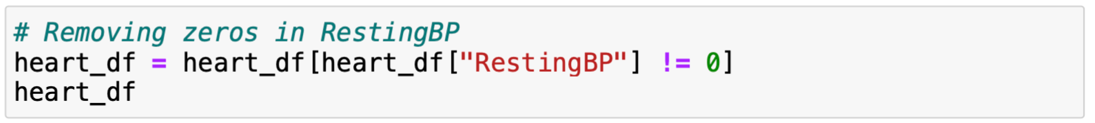 # Removing zeros in RestingBP
heart_df = heart_df[heart_df["RestingBP"] != 0]
heart_df